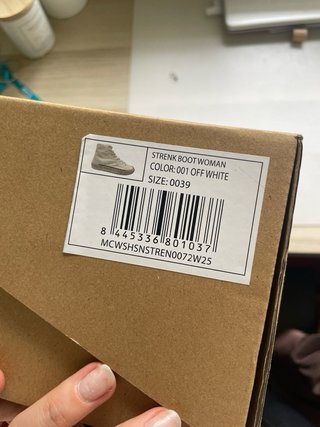 STRENK BOOT WOMAN
COLOR: 001 OFF WHITE
SIZE: 0039
8 445336 801037
MCWSHSNSTREN0072W25